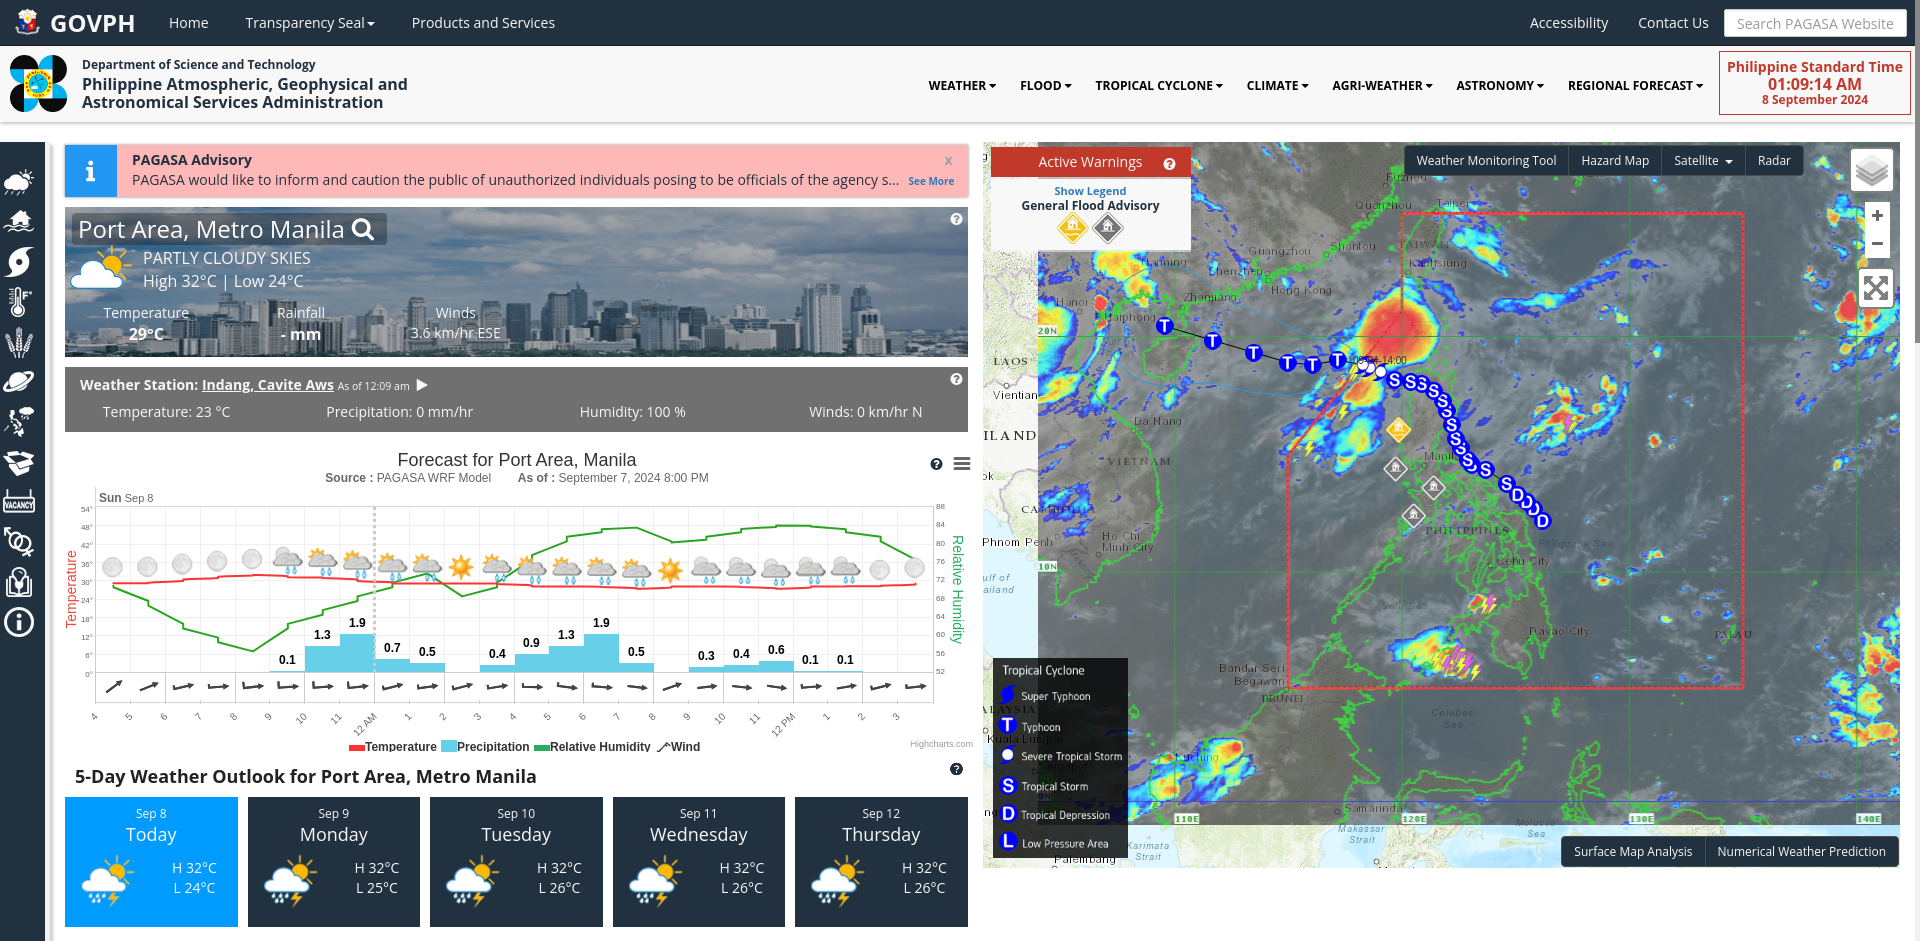 GOVPH
Home
Transparency Seal
Products and Services
Accessibility
Contact Us
Search PAGASA Website
Department of Science and Technology
Philippine Atmospheric, Geophysical and
Astronomical Services Administration
WEATHER
FLOOD
TROPICAL CYCLONE
CLIMATE
AGRI-WEATHER
ASTRONOMY
REGIONAL FORECAST
Philippine Standard Time
01:09:14 AM
8 September 2024
PAGASA Advisory
x
PAGASA would like to inform and caution the public of unauthorized individuals posing to be officials of the agency s...
See More
Port Area, Metro Manila
PARTLY CLOUDY SKIES
High 32°C | Low 24°C
Temperature
Rainfall
Winds
29°C
- mm
3.6 km/hr ESE
Weather Station: Indang, Cavite Aws As of 12:09 am
Temperature: 23 °C
Precipitation: 0 mm/hr
Humidity: 100 %
Winds: 0 km/hr N
Forecast for Port Area, Manila
Source : PAGASA WRF Model
As of : September 7, 2024 8:00 PM
Sun Sep 8
54°
48°
42°
36°
30°
24°
18°
12°
6°
0°
Temperature
88
84
80
76
72
68
64
60
56
52
Relative Humidity
0.1
1.3
1.9
0.7
0.5
0.4
0.9
1.3
1.9
0.5
0.3
0.4
0.6
0.1
0.1
4
5
6
7
8
9
10
11
12 AM
1
2
3
4
5
6
7
8
9
10
11
12 PM
1
2
3
Temperature
Precipitation
Relative Humidity
Wind
Highcharts.com
5-Day Weather Outlook for Port Area, Metro Manila
Sep 8
Today
H 32°C
L 24°C
Sep 9
Monday
H 32°C
L 25°C
Sep 10
Tuesday
H 32°C
L 26°C
Sep 11
Wednesday
H 32°C
L 26°C
Sep 12
Thursday
H 32°C
L 26°C
VACANCY
Active Warnings
Show Legend
General Flood Advisory
Weather Monitoring Tool
Hazard Map
Satellite
Radar
+
−
Fuzhou
Quanzhou
Taipei
TAIWAN
Kaohsiung
Guangzhou
Shantou
Shenzhen
Hong Kong
Nanning
Zhanjiang
Hanoi
Haiphong
20N
LAOS
Vientian
Da Nang
ILAND
VIETNAM
Phnom Penh
Ho Chi
Minh City
10N
ulf of
ailand
Manil
PHILIPPINES
Philippine Sea
Cebu City
Sulu Sea
Davao City
PALAU
Bandar Seri
Begawan
BRUNEI
Celebes
Sea
Kuching
Samarinda
Makassar
Strait
Karimata
Strait
Molucca
Sea
Palembang
110E
120E
130E
140E
T
T
T
T
T
T
S
S
S
S
S
S
S
S
S
S
S
S
D
D
D
D
Tropical Cyclone
Super Typhoon
T
Typhoon
Severe Tropical Storm
S
Tropical Storm
D
Tropical Depression
L
Low Pressure Area
Surface Map Analysis
Numerical Weather Prediction